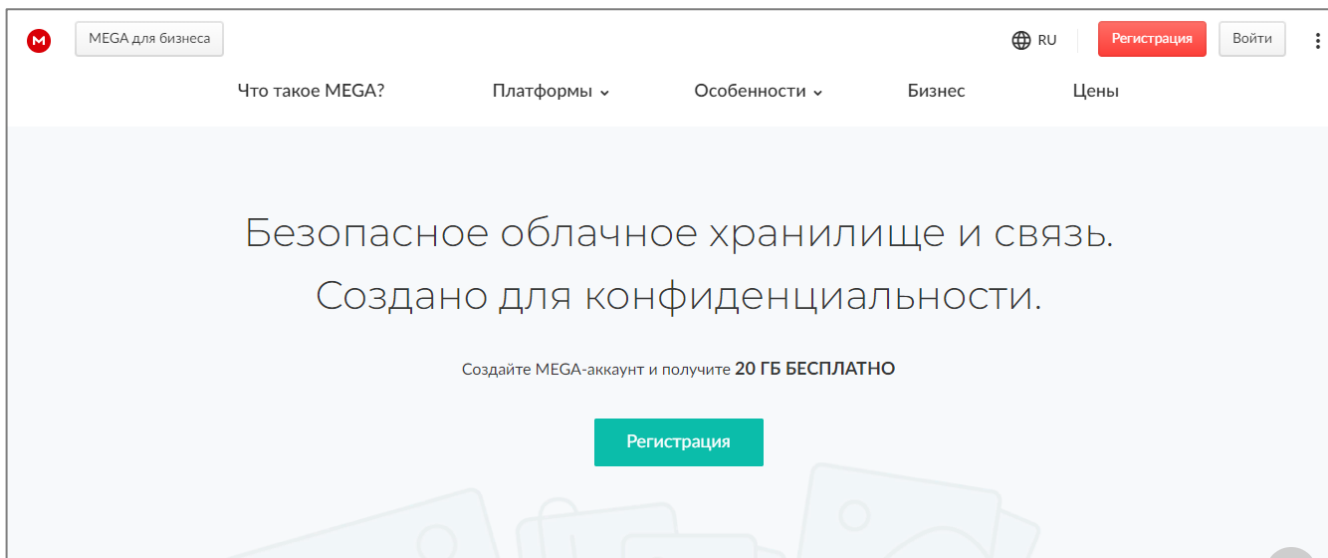 M
MEGA для бизнеса
RU
Регистрация
Войти
Что такое MEGA?
Платформы
Особенности
Бизнес
Цены
Безопасное облачное хранилище и связь.
Создано для конфиденциальности.
Создайте MEGA-аккаунт и получите 20 ГБ БЕСПЛАТНО
Регистрация